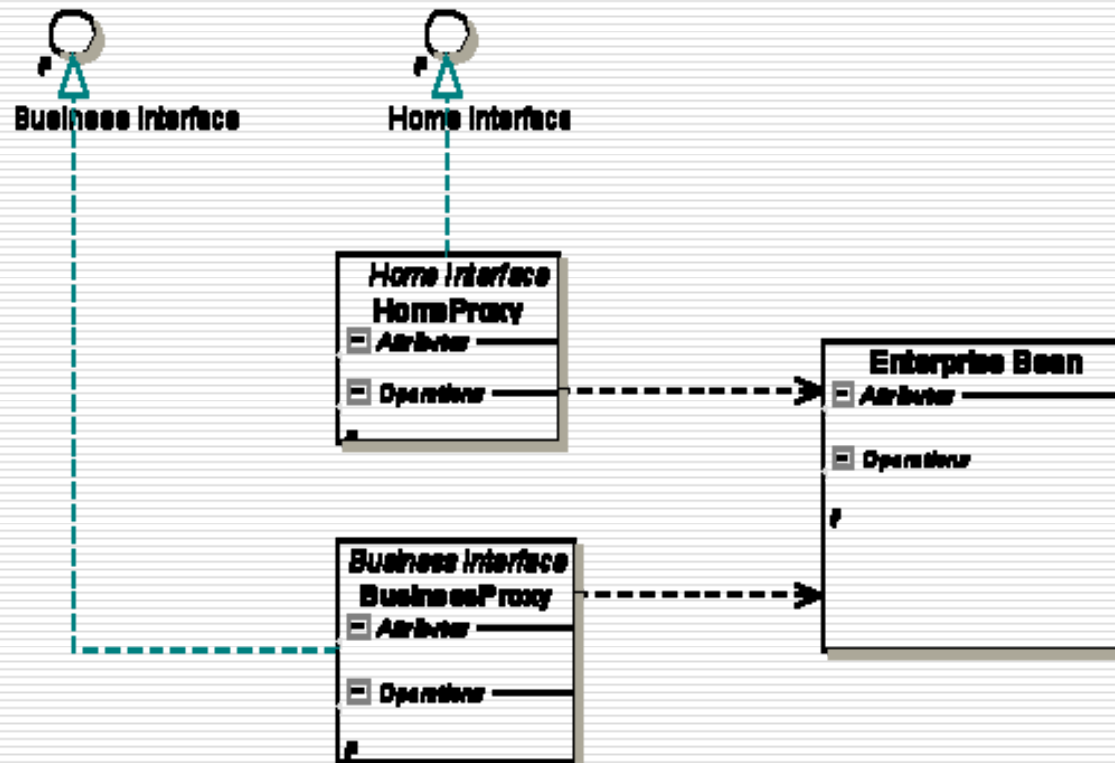 Business Interface
Home Interface
Home Interface
HomeProxy
Attributes
Operations
Enterprise Bean
Attributes
Operations
Business Interface
BusinessProxy
Attributes
Operations